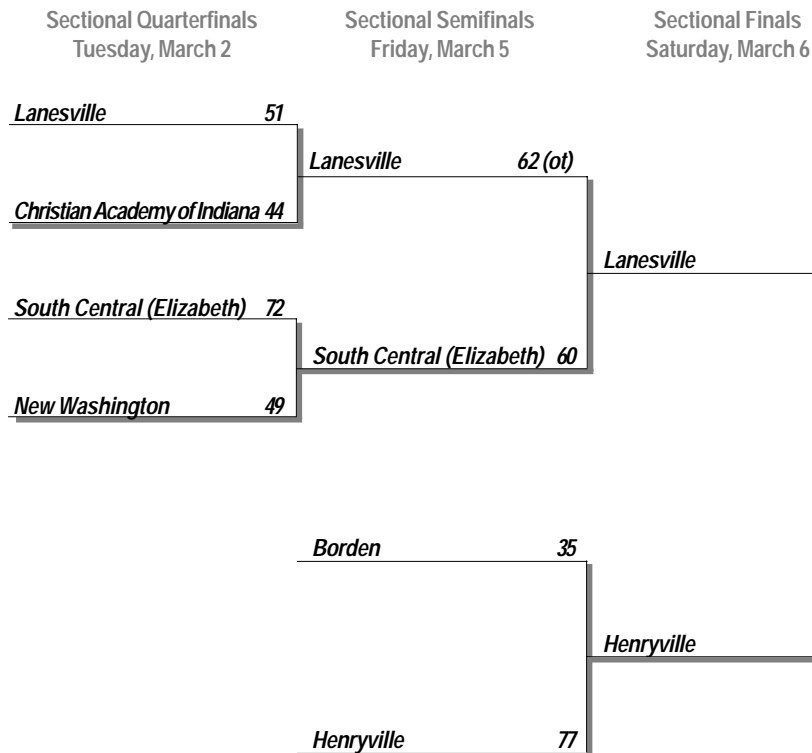 Sectional Quarterfinals
Tuesday, March 2
Sectional Semifinals
Friday, March 5
Sectional Finals
Saturday, March 6
Lanesville 51
Christian Academy of Indiana 44
South Central (Elizabeth) 72
New Washington 49
Lanesville 62 (ot)
South Central (Elizabeth) 60
Borden 35
Henryville 77
Lanesville
Henryville